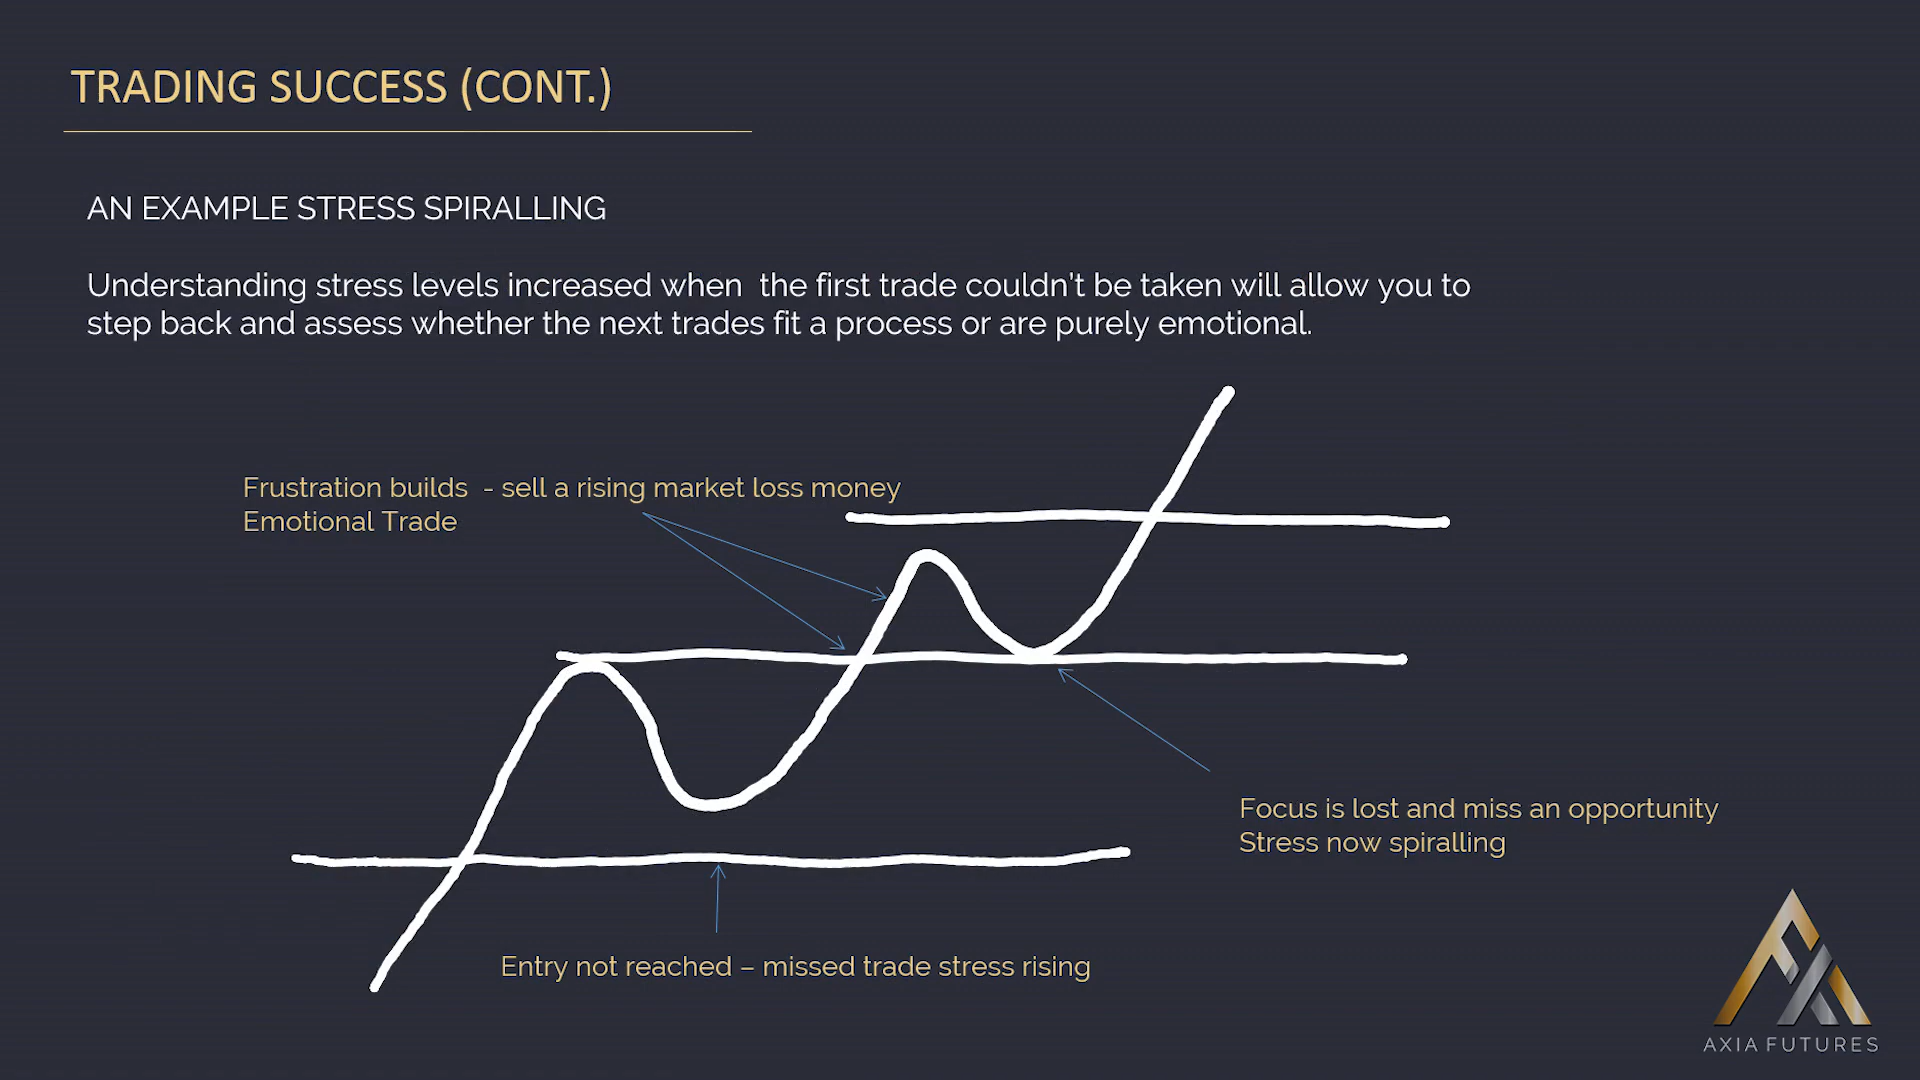 TRADING SUCCESS (CONT.)
AN EXAMPLE STRESS SPIRALLING
Understanding stress levels increased when  the first trade couldn't be taken will allow you to
step back and assess whether the next trades fit a process or are purely emotional.
Frustration builds  - sell a rising market loss money
Emotional Trade
Focus is lost and miss an opportunity
Stress now spiralling
Entry not reached – missed trade stress rising
AXIA FUTURES